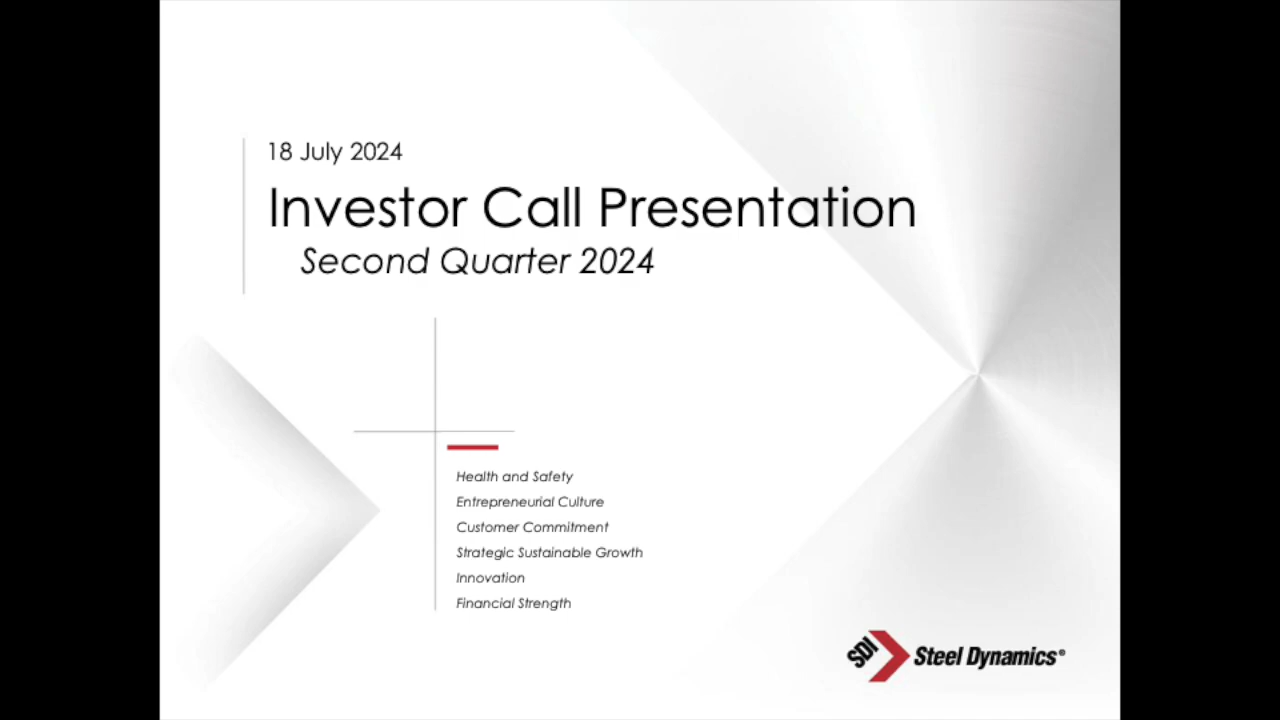 18 July 2024
Investor Call Presentation
Second Quarter 2024
Health and Safety
Entrepreneurial Culture
Customer Commitment
Strategic Sustainable Growth
Innovation
Financial Strength
SDI Steel Dynamics®